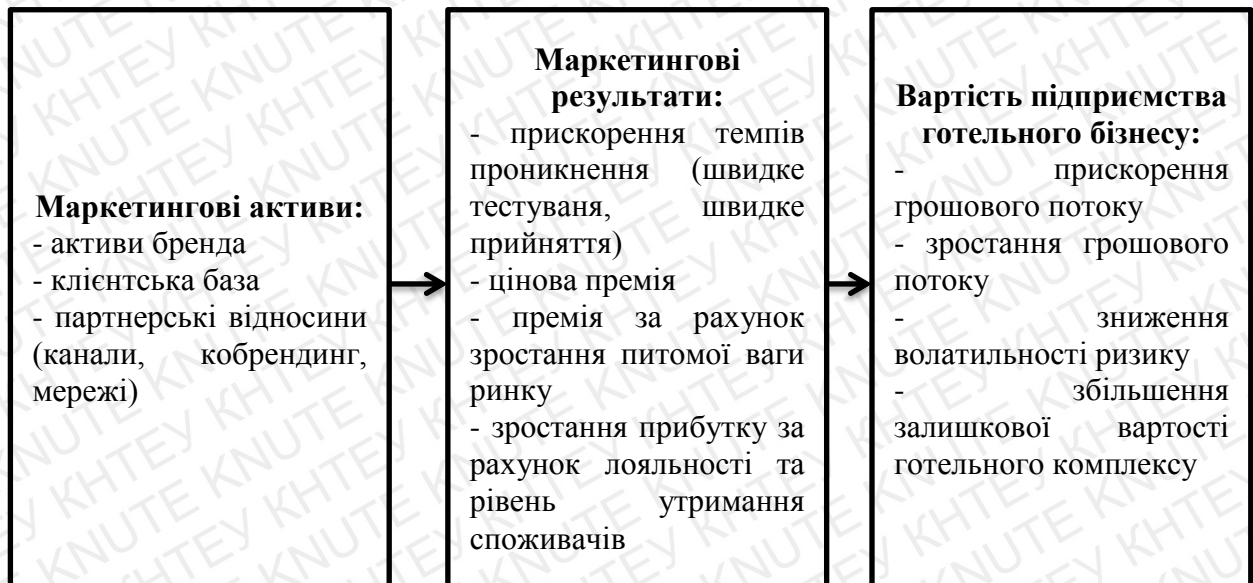 Маркетингові активи:
- активи бренда
- клієнтська база
- партнерські відносини
(канали, кобрендинг,
мережі)
Маркетингові
результати:
- прискорення темпів
проникнення (швидке
тестуваня, швидке
прийняття)
- цінова премія
- премія за рахунок
зростання питомої ваги
ринку
- зростання прибутку за
рахунок лояльності та
рівень утримання
споживачів
Вартість підприємства
готельного бізнесу:
- прискорення
грошового потоку
- зростання грошового
потоку
- зниження
волатильності ризику
- збільшення
залишкової вартості
готельного комплексу